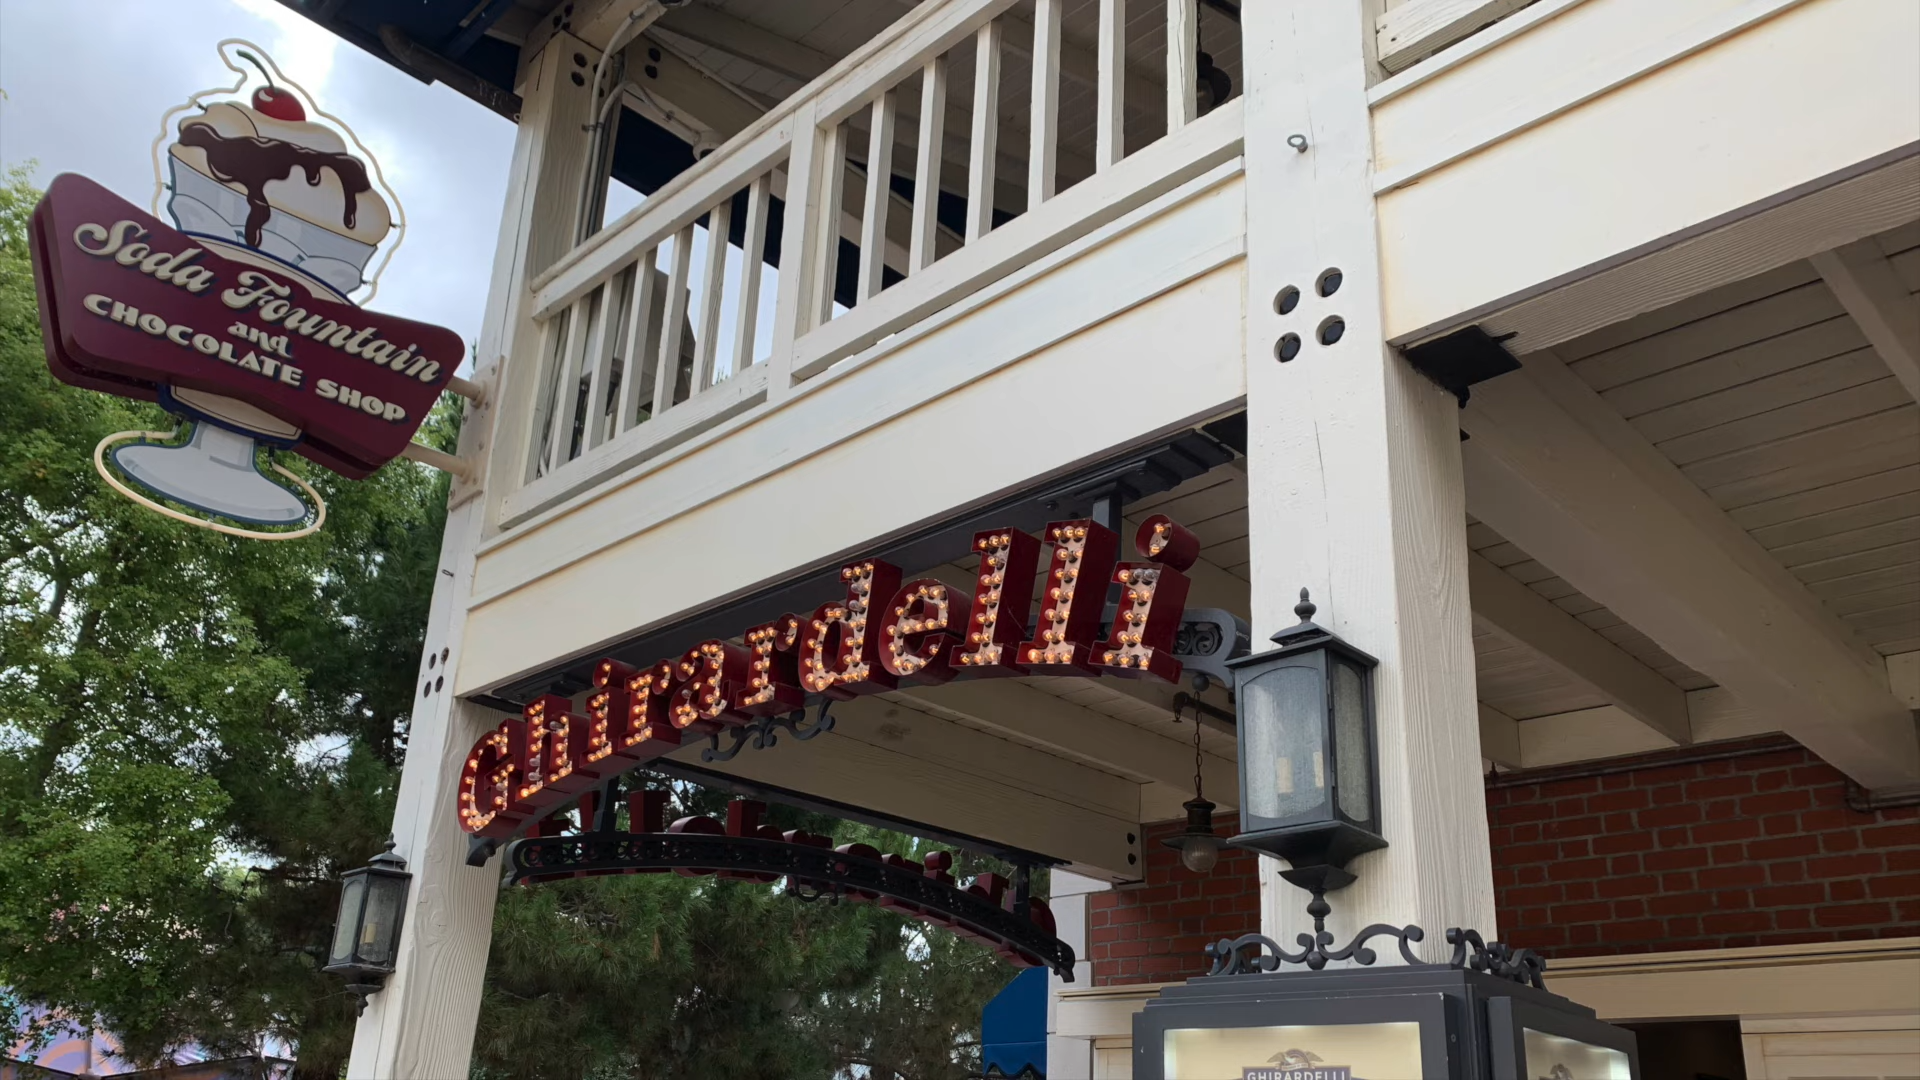 Soda Fountain
and
CHOCOLATE SHOP
Ghirardelli
GHIRARDELLI